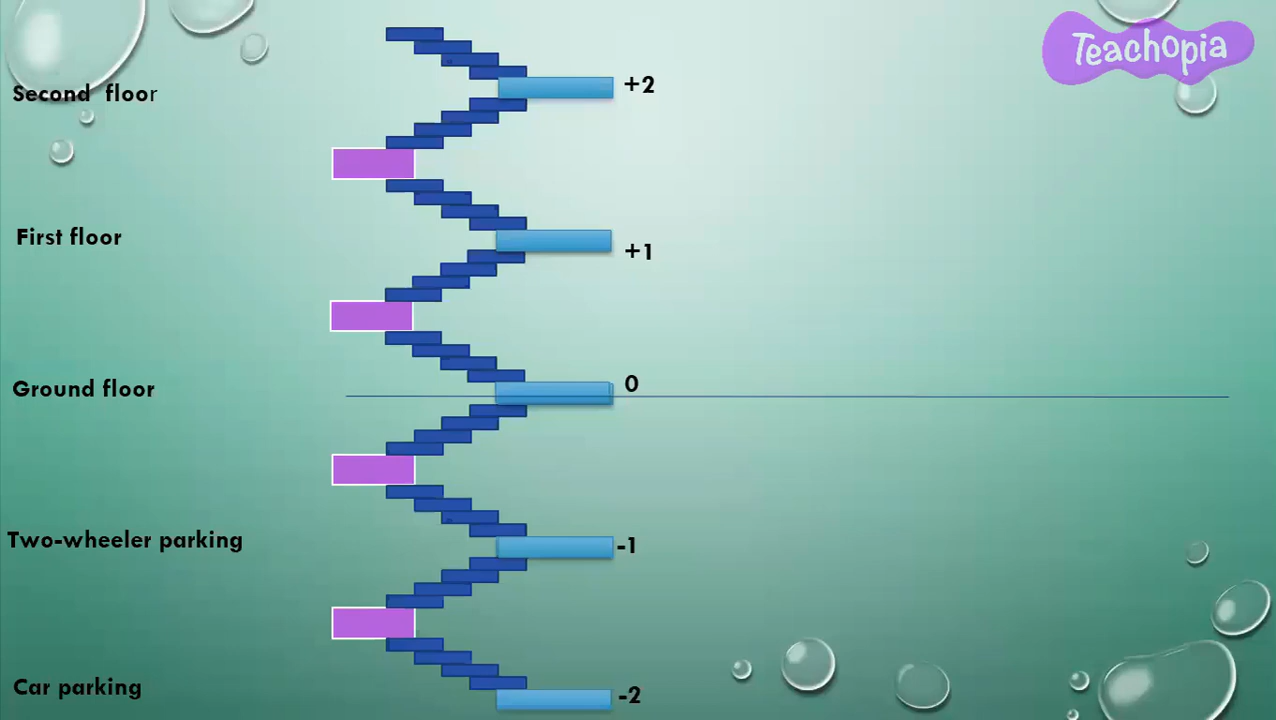 Teachopia
Second floor
+2
First floor
+1
Ground floor
0
Two-wheeler parking
-1
Car parking
-2